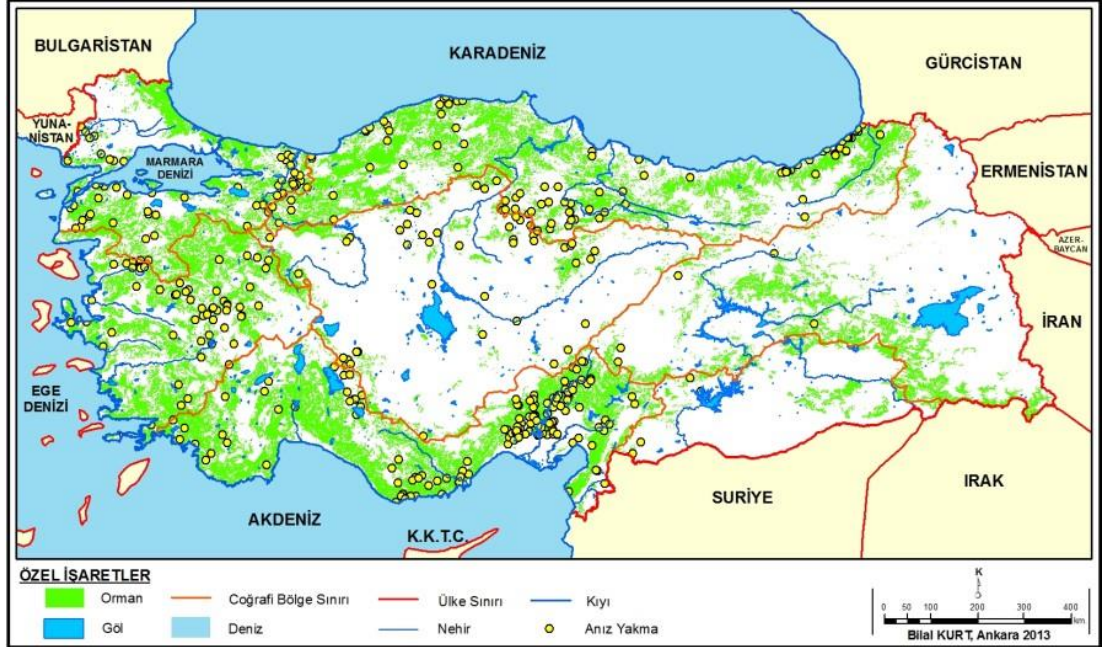 BULGARİSTAN
KARADENİZ
GÜRCİSTAN
YUNA-
NİSTAN
MARMARA
DENİZİ
ERMENİSTAN
AZER-
BAYCAN
İRAN
EGE
DENİZİ
AKDENİZ
K.K.T.C.
SURİYE
IRAK
ÖZEL İŞARETLER
Orman
Coğrafi Bölge Sınırı
Ülke Sınırı
Kıyı
Göl
Deniz
Nehir
Anız Yakma
K
0 50 100 200 300 400
km
Bilal KURT, Ankara 2013